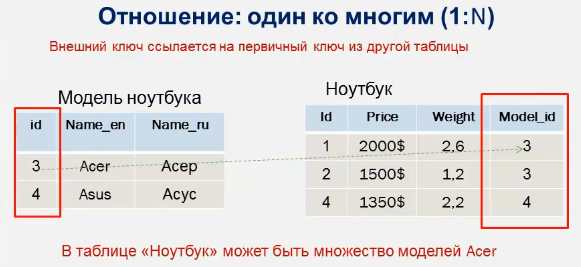 Отношение: один ко многим (1:N)
Внешний ключ ссылается на первичный ключ из другой таблицы
Модель ноутбука
id Name_en Name_ru
3 Acer Асер
4 Asus Асус
Ноутбук
Id Price Weight Model_id
1 2000$ 2,6 3
2 1500$ 1,2 3
4 1350$ 2,2 4
В таблице «Ноутбук» может быть множество моделей Acer